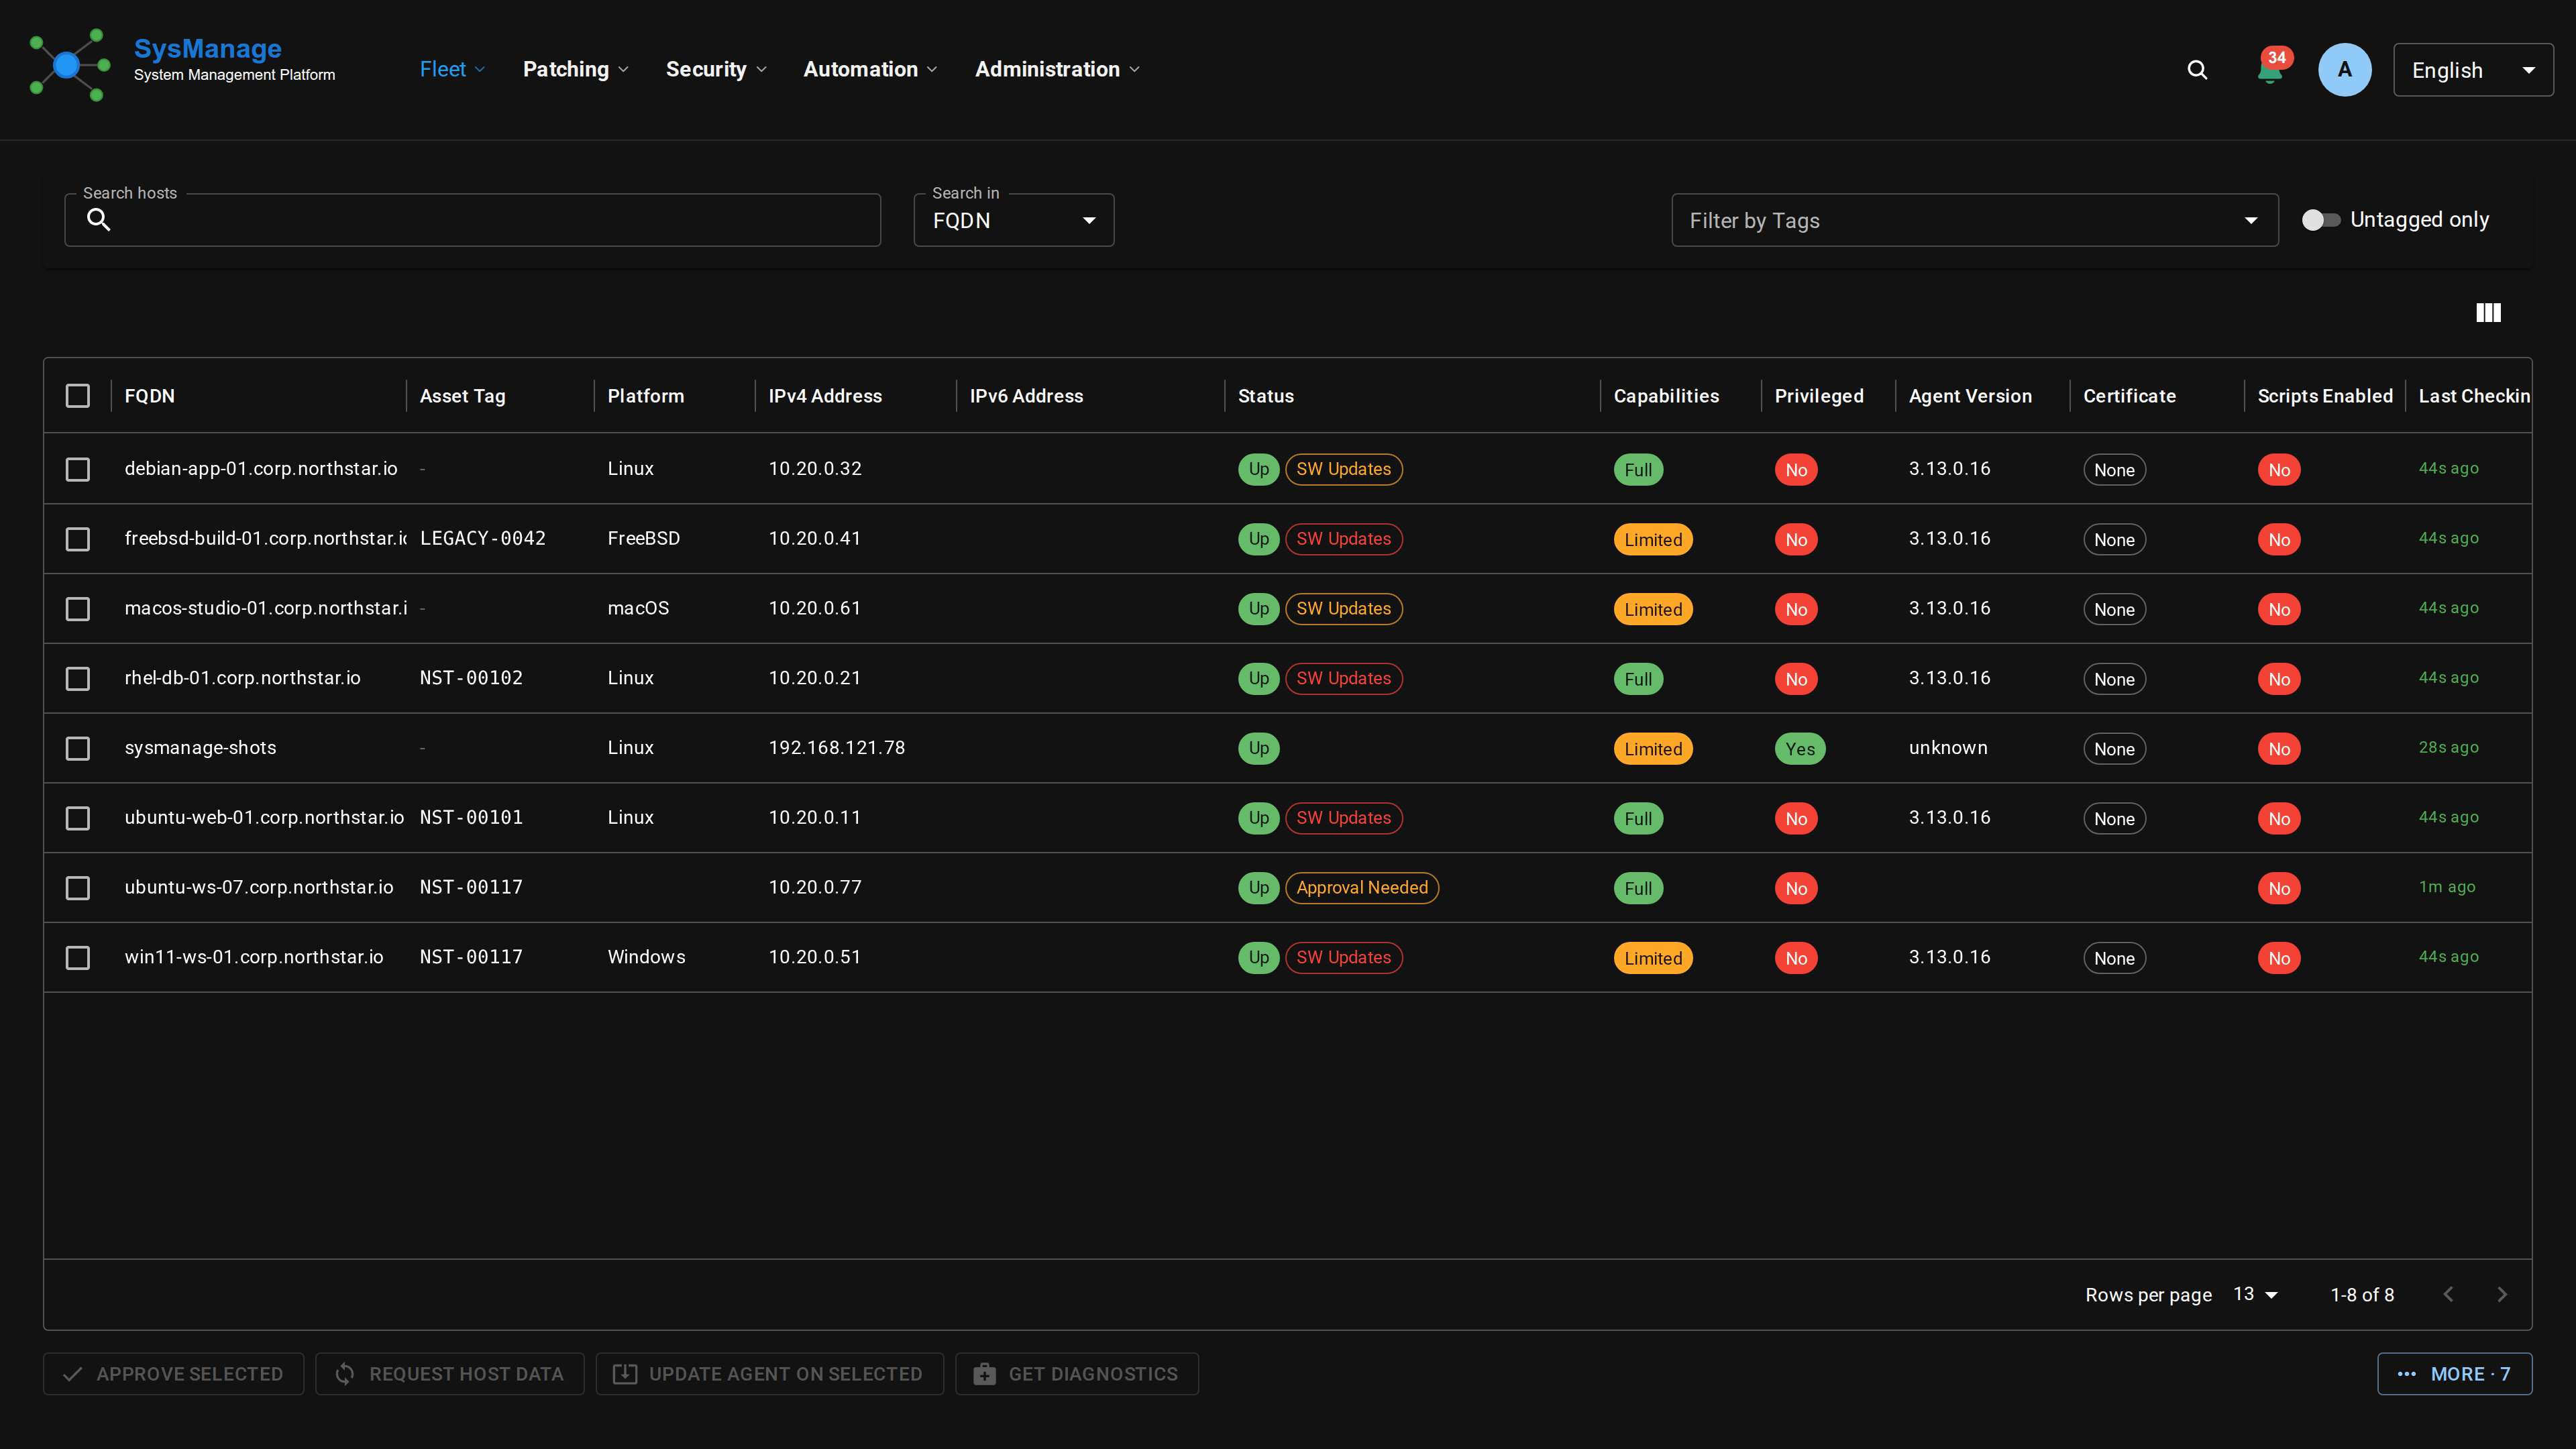 SysManage
System Management Platform
Fleet
Patching
Security
Automation
Administration
34
A
English
Search hosts
Search in
FQDN
Filter by Tags
Untagged only
FQDN Asset Tag Platform IPv4 Address IPv6 Address Status Capabilities Privileged Agent Version Certificate Scripts Enabled Last Checkin
debian-app-01.corp.northstar.io - Linux 10.20.0.32 Up SW Updates Full No 3.13.0.16 None No 44s ago
freebsd-build-01.corp.northstar.io LEGACY-0042 FreeBSD 10.20.0.41 Up SW Updates Limited No 3.13.0.16 None No 44s ago
macos-studio-01.corp.northstar.i - macOS 10.20.0.61 Up SW Updates Limited No 3.13.0.16 None No 44s ago
rhel-db-01.corp.northstar.io NST-00102 Linux 10.20.0.21 Up SW Updates Full No 3.13.0.16 None No 44s ago
sysmanage-shots - Linux 192.168.121.78 Up Limited Yes unknown None No 28s ago
ubuntu-web-01.corp.northstar.io NST-00101 Linux 10.20.0.11 Up SW Updates Full No 3.13.0.16 None No 44s ago
ubuntu-ws-07.corp.northstar.io NST-00117 10.20.0.77 Up Approval Needed Full No No 1m ago
win11-ws-01.corp.northstar.io NST-00117 Windows 10.20.0.51 Up SW Updates Limited No 3.13.0.16 None No 44s ago
Rows per page 13 1-8 of 8
APPROVE SELECTED REQUEST HOST DATA UPDATE AGENT ON SELECTED GET DIAGNOSTICS MORE · 7